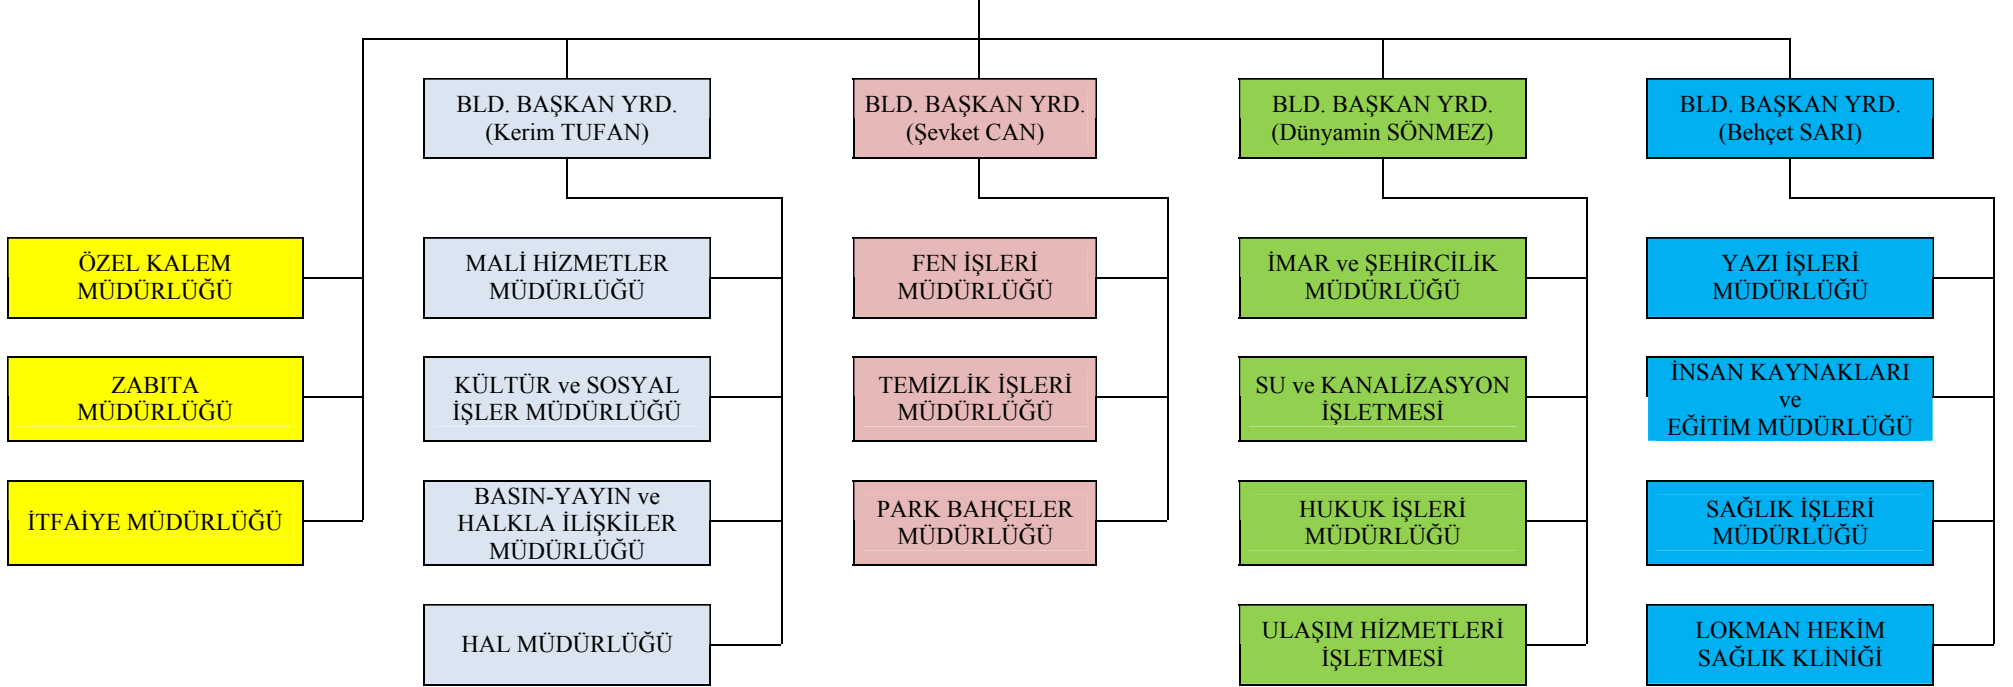 BLD. BAŞKAN YRD.
(Kerim TUFAN)
BLD. BAŞKAN YRD.
(Şevket CAN)
BLD. BAŞKAN YRD.
(Dünyamin SÖNMEZ)
BLD. BAŞKAN YRD.
(Behçet SARI)
ÖZEL KALEM
MÜDÜRLÜĞÜ
MALİ HİZMETLER
MÜDÜRLÜĞÜ
FEN İŞLERİ
MÜDÜRLÜĞÜ
İMAR ve ŞEHİRCİLİK
MÜDÜRLÜĞÜ
YAZI İŞLERİ
MÜDÜRLÜĞÜ
ZABITA
MÜDÜRLÜĞÜ
KÜLTÜR ve SOSYAL
İŞLER MÜDÜRLÜĞÜ
TEMİZLİK İŞLERİ
MÜDÜRLÜĞÜ
SU ve KANALİZASYON
İŞLETMESİ
İNSAN KAYNAKLARI
ve
EĞİTİM MÜDÜRLÜĞÜ
İTFAİYE MÜDÜRLÜĞÜ
BASIN-YAYIN ve
HALKLA İLİŞKİLER
MÜDÜRLÜĞÜ
PARK BAHÇELER
MÜDÜRLÜĞÜ
HUKUK İŞLERİ
MÜDÜRLÜĞÜ
SAĞLIK İŞLERİ
MÜDÜRLÜĞÜ
HAL MÜDÜRLÜĞÜ
ULAŞIM HİZMETLERİ
İŞLETMESİ
LOKMAN HEKİM
SAĞLIK KLİNİĞİ